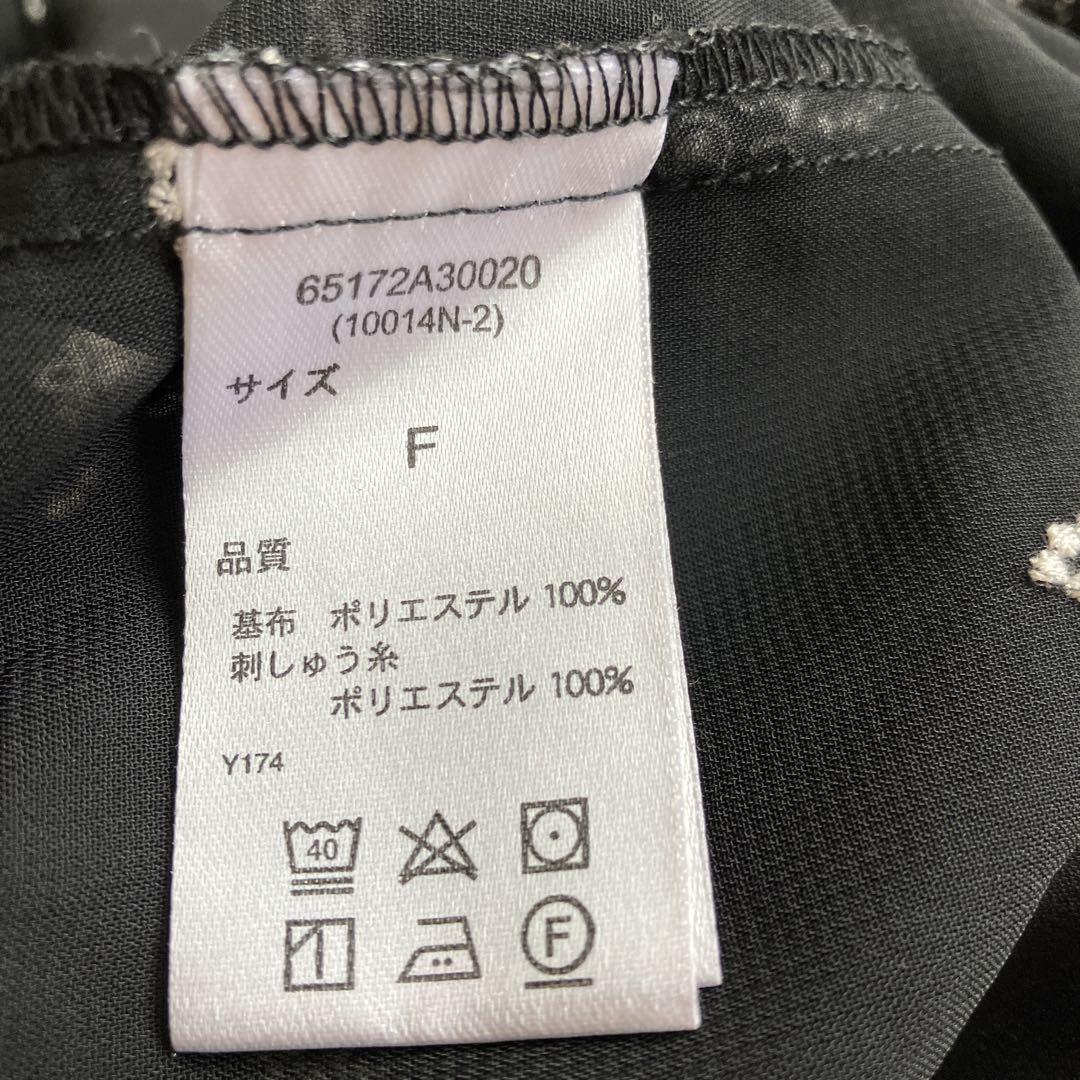 65172A30020
(10014N-2)
サイズ
F
品質
基布 ポリエステル 100%
刺しゅう糸
ポリエステル 100%
Y174
40
F